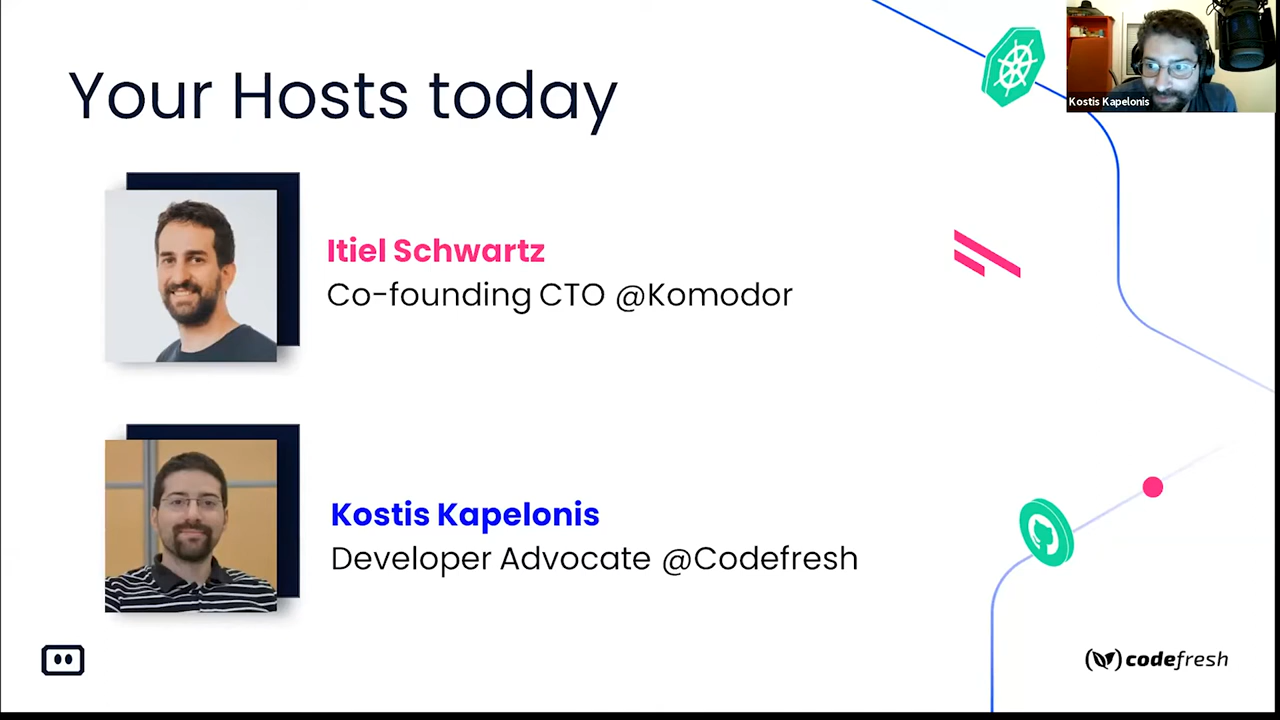 Your Hosts today
Kostis Kapelonis
Itiel Schwartz
Co-founding CTO @Komodor
Kostis Kapelonis
Developer Advocate @Codefresh
codefresh